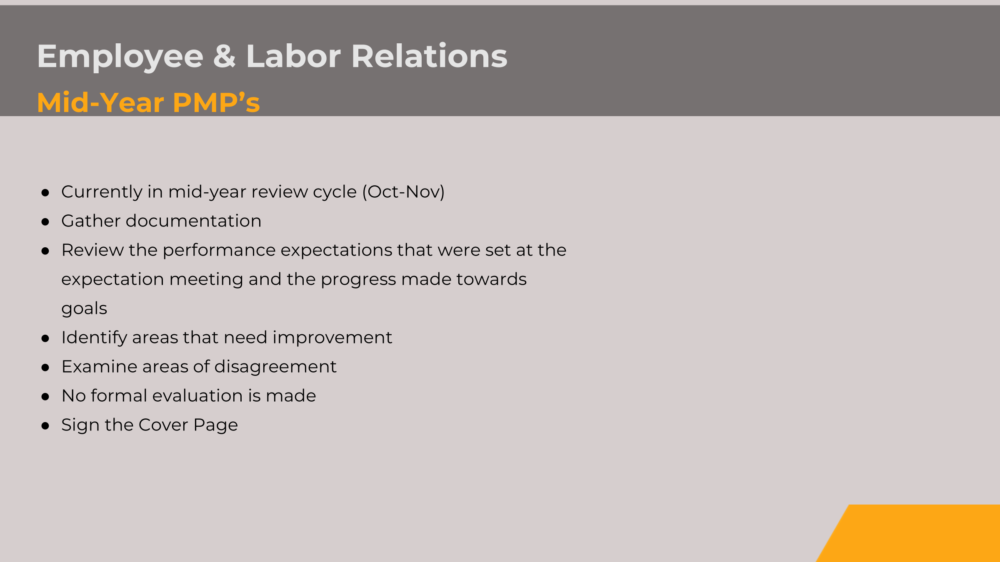 Employee & Labor Relations
Mid-Year PMP’s
● Currently in mid-year review cycle (Oct-Nov)
● Gather documentation
● Review the performance expectations that were set at the
expectation meeting and the progress made towards
goals
● Identify areas that need improvement
● Examine areas of disagreement
● No formal evaluation is made
● Sign the Cover Page